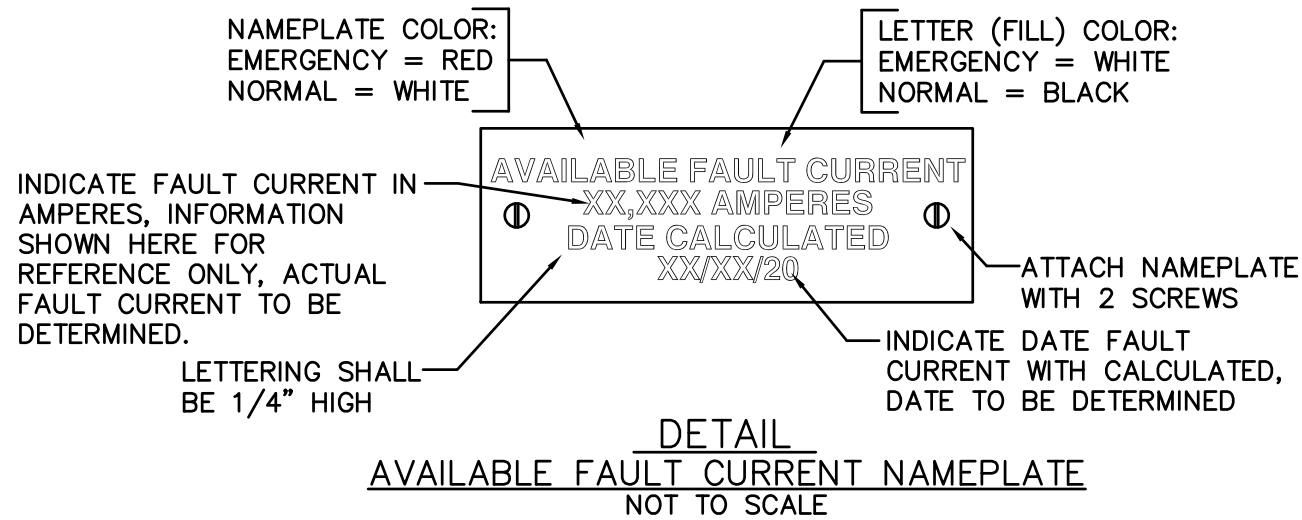 NAMEPLATE COLOR:
EMERGENCY = RED
NORMAL = WHITE
LETTER (FILL) COLOR:
EMERGENCY = WHITE
NORMAL = BLACK
AVAILABLE FAULT CURRENT
XX,XXX AMPERES
DATE CALCULATED
XX/XX/20
INDICATE FAULT CURRENT IN
AMPERES, INFORMATION
SHOWN HERE FOR
REFERENCE ONLY, ACTUAL
FAULT CURRENT TO BE
DETERMINED.
LETTERING SHALL
BE 1/4” HIGH
ATTACH NAMEPLATE
WITH 2 SCREWS
INDICATE DATE FAULT
CURRENT WITH CALCULATED,
DATE TO BE DETERMINED
DETAIL
AVAILABLE FAULT CURRENT NAMEPLATE
NOT TO SCALE